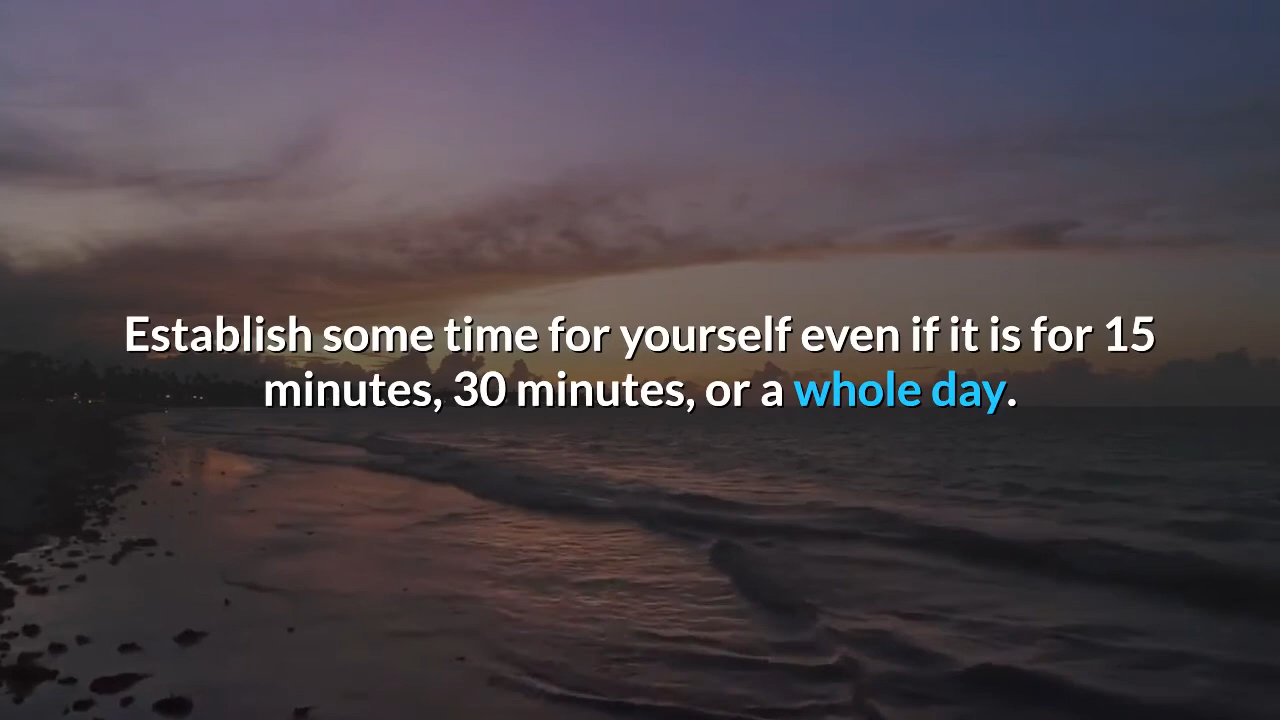 Establish some time for yourself even if it is for 15
minutes, 30 minutes, or a whole day.